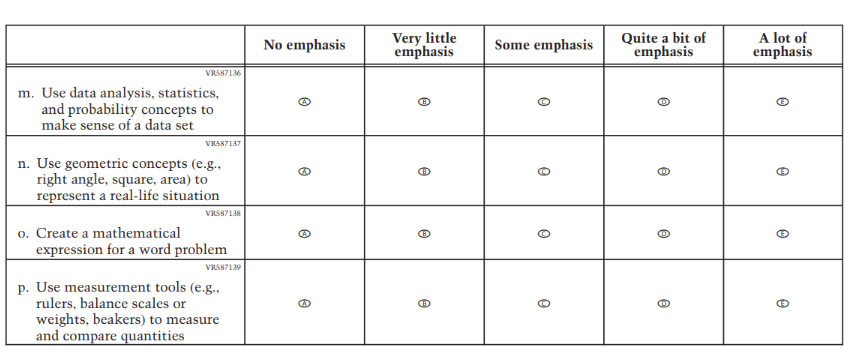 No emphasis
Very little
emphasis
Some emphasis
Quite a bit of
emphasis
A lot of
emphasis
VR587136
m. Use data analysis, statistics,
and probability concepts to
make sense of a data set
A B C D E
VR587137
n. Use geometric concepts (e.g.,
right angle, square, area) to
represent a real-life situation
A B C D E
VR587138
o. Create a mathematical
expression for a word problem
A B C D E
VR587139
p. Use measurement tools (e.g.,
rulers, balance scales or
weights, beakers) to measure
and compare quantities
A B C D E